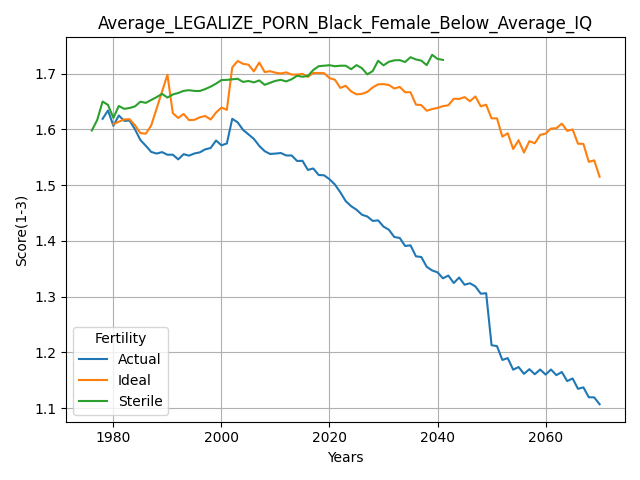 Average_LEGALIZE_PORN_Black_Female_Below_Average_IQ
Score(1-3)
1.7
1.6
1.5
1.4
1.3
1.2
1.1
Fertility
Actual
Ideal
Sterile
1980
2000
2020
2040
2060
Years